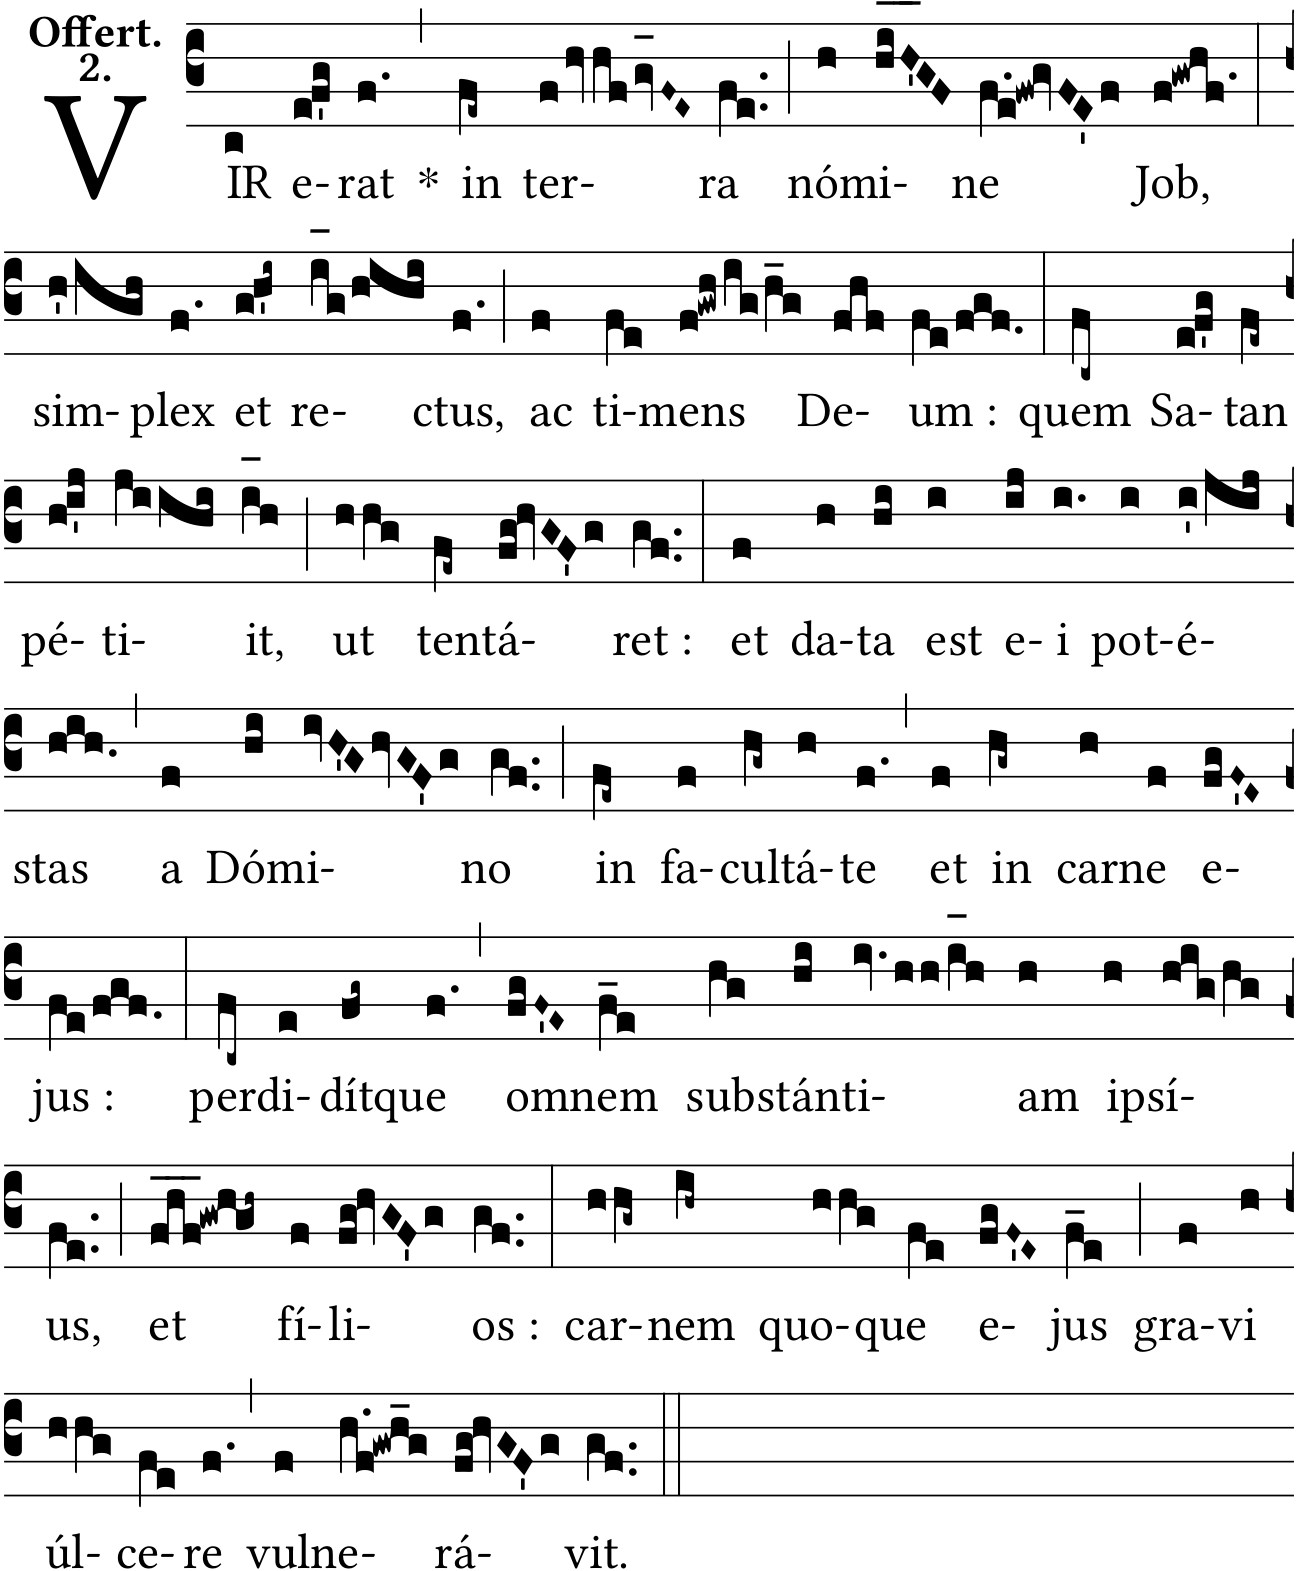 Offert.
2.
VIR e- rat * in ter- ra nómi- ne Job,
sim- plex et re- ctus, ac ti-mens De- um : quem Sa- tan
pé- ti- it, ut tentá- ret : et da-ta est e- i pot-é-
stas a Dómi- no in fa-cultá-te et in carne e-
jus : perdi-dítque omnem substánti- am ipsí-
us, et fí-li- os : car-nem quo-que e- jus gra-vi
úl- ce-re vulne- rá- vit.